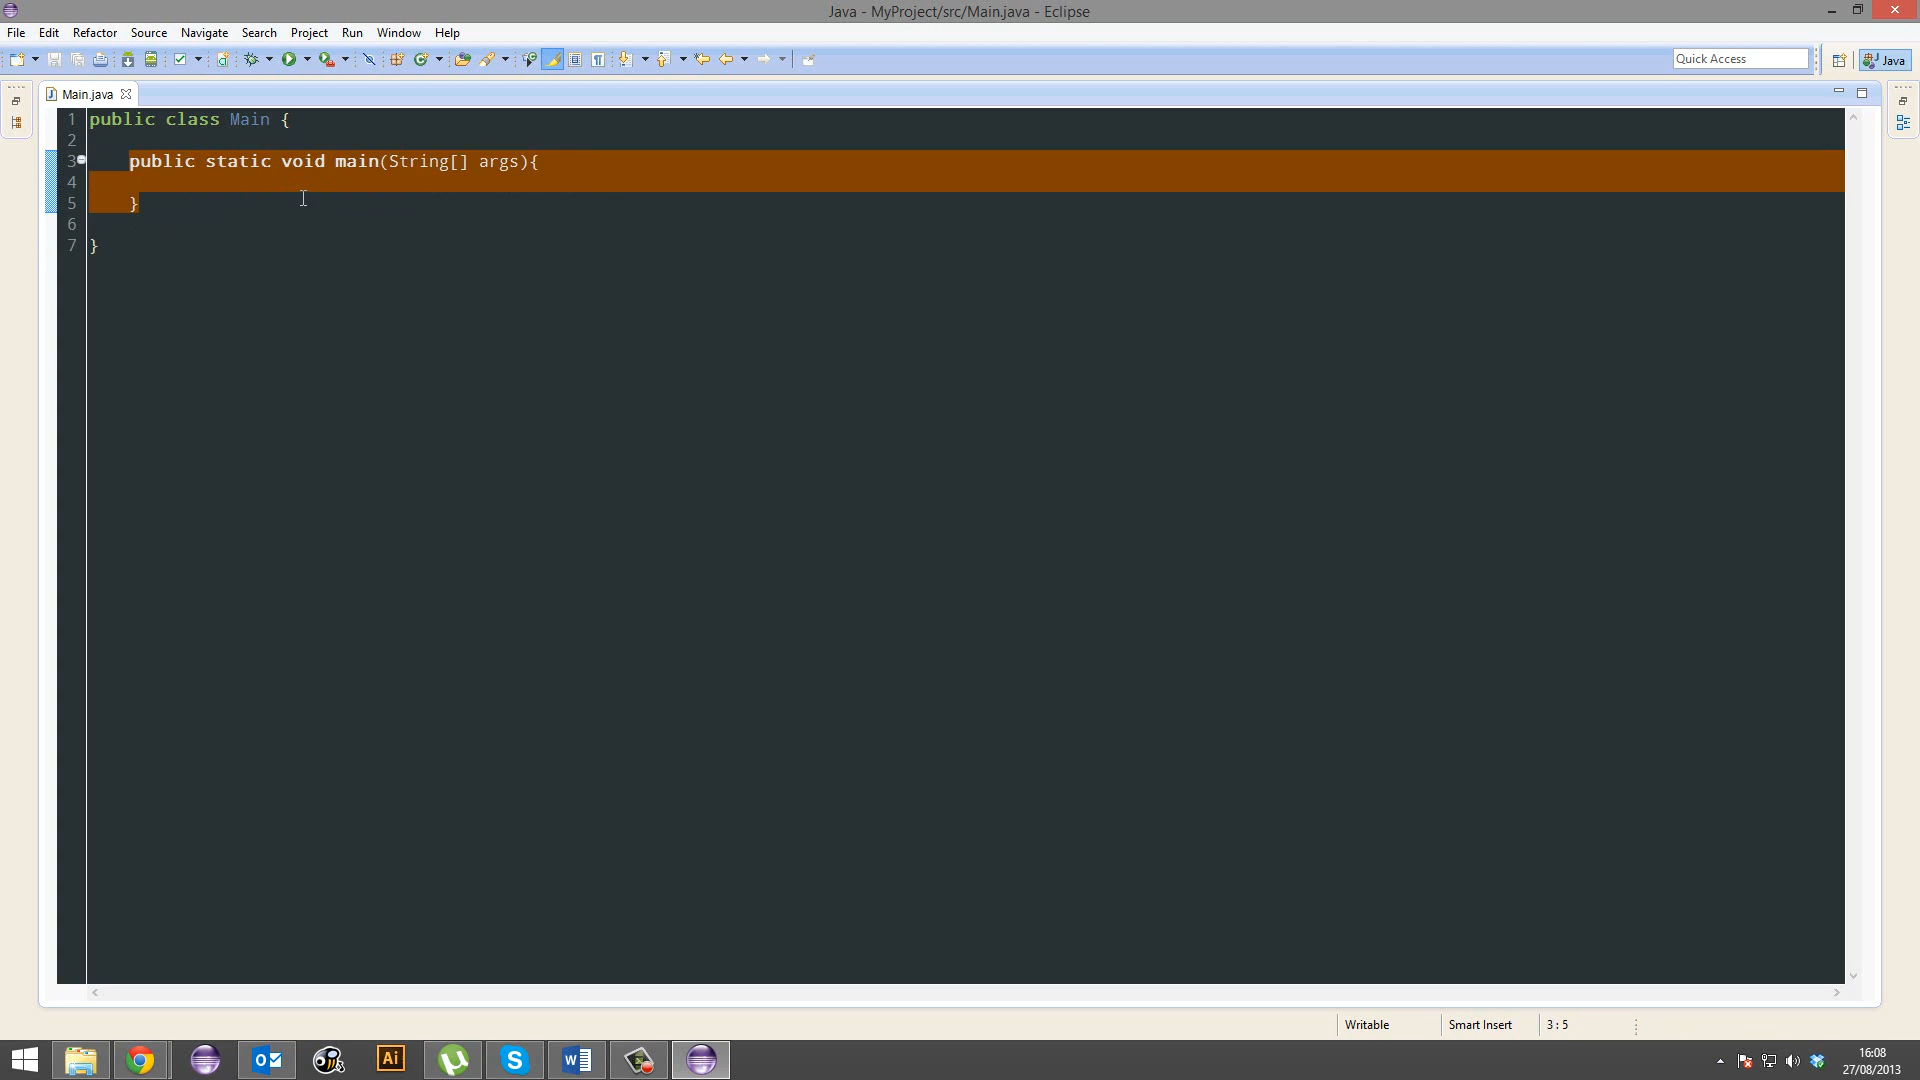 Java - MyProject/src/Main.java - Eclipse
File Edit Refactor Source Navigate Search Project Run Window Help
Quick Access
Java
Main.java
1 public class Main {
2
3 public static void main(String[] args){
4
5 }
6
7 }
Writable Smart Insert 3 : 5
Ai
16:08
27/08/2013